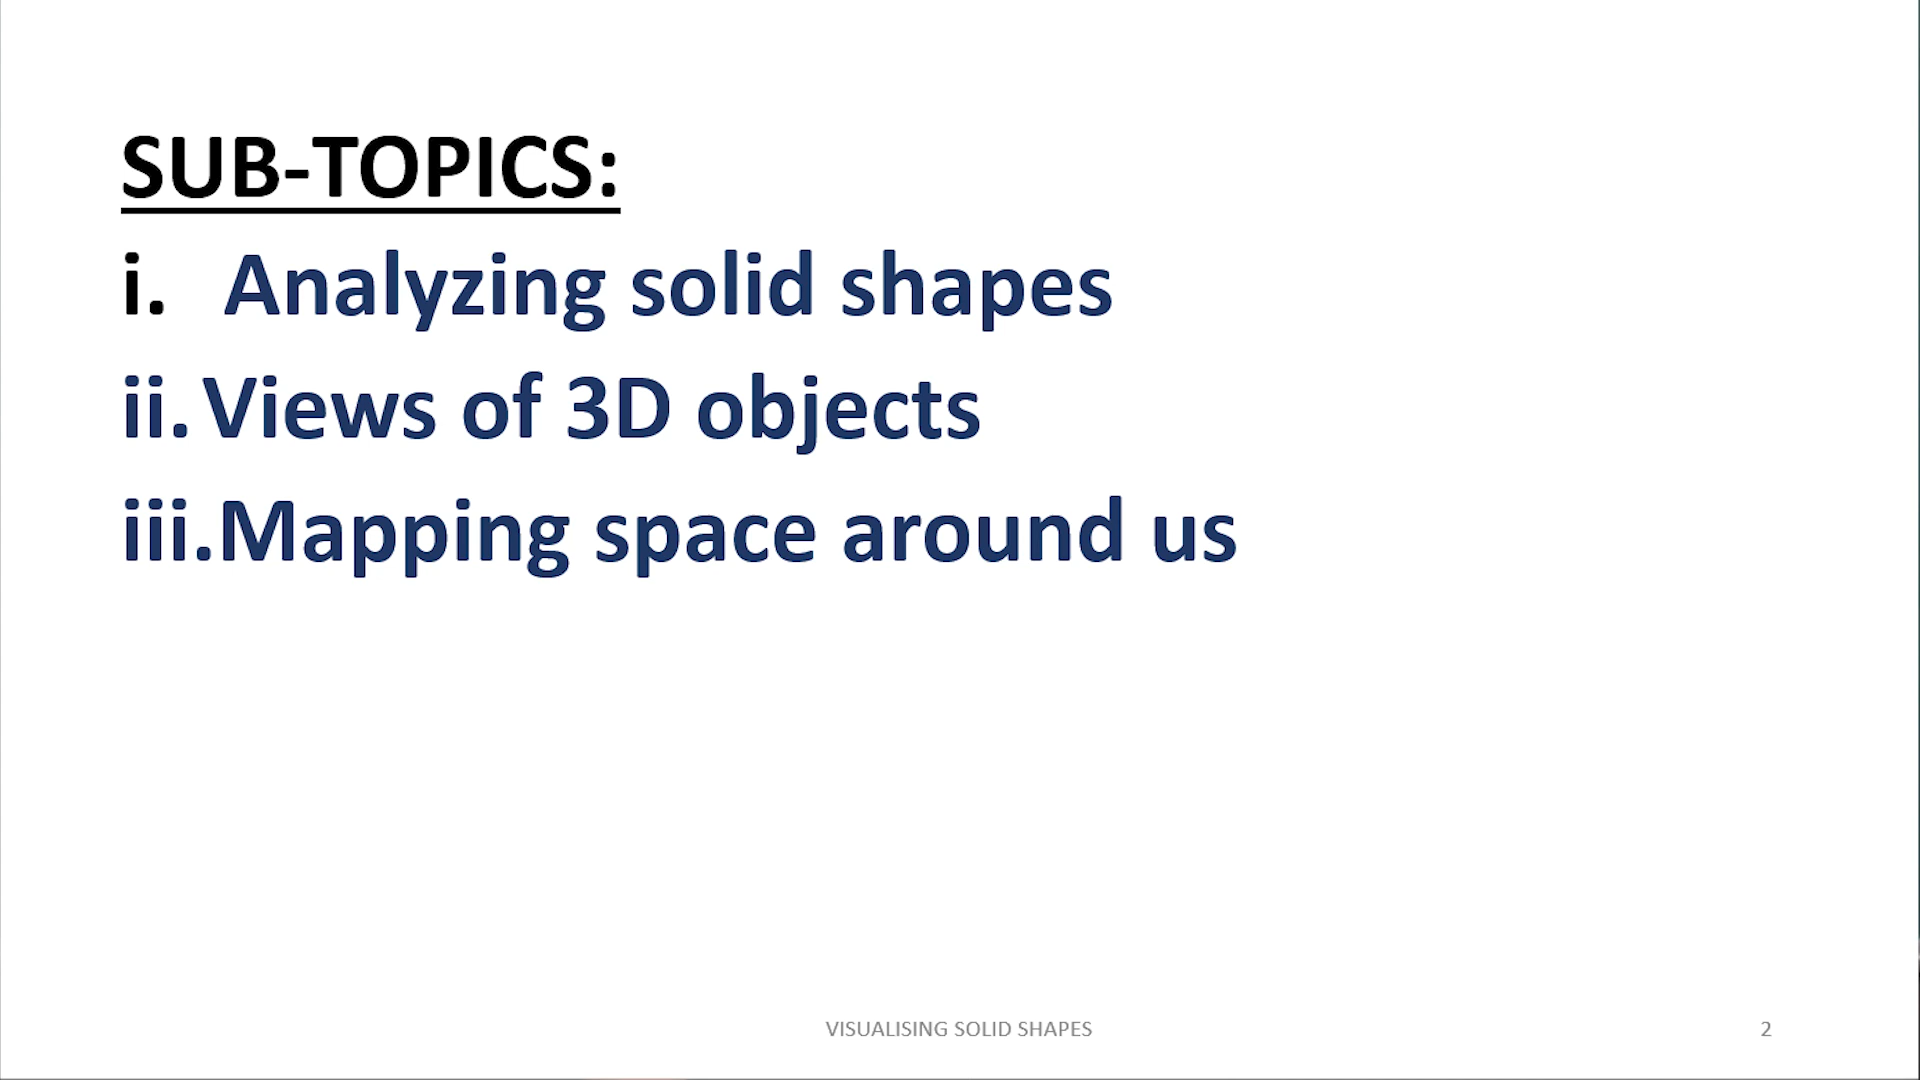 SUB-TOPICS:
i. Analyzing solid shapes
ii. Views of 3D objects
iii.Mapping space around us
VISUALISING SOLID SHAPES
2